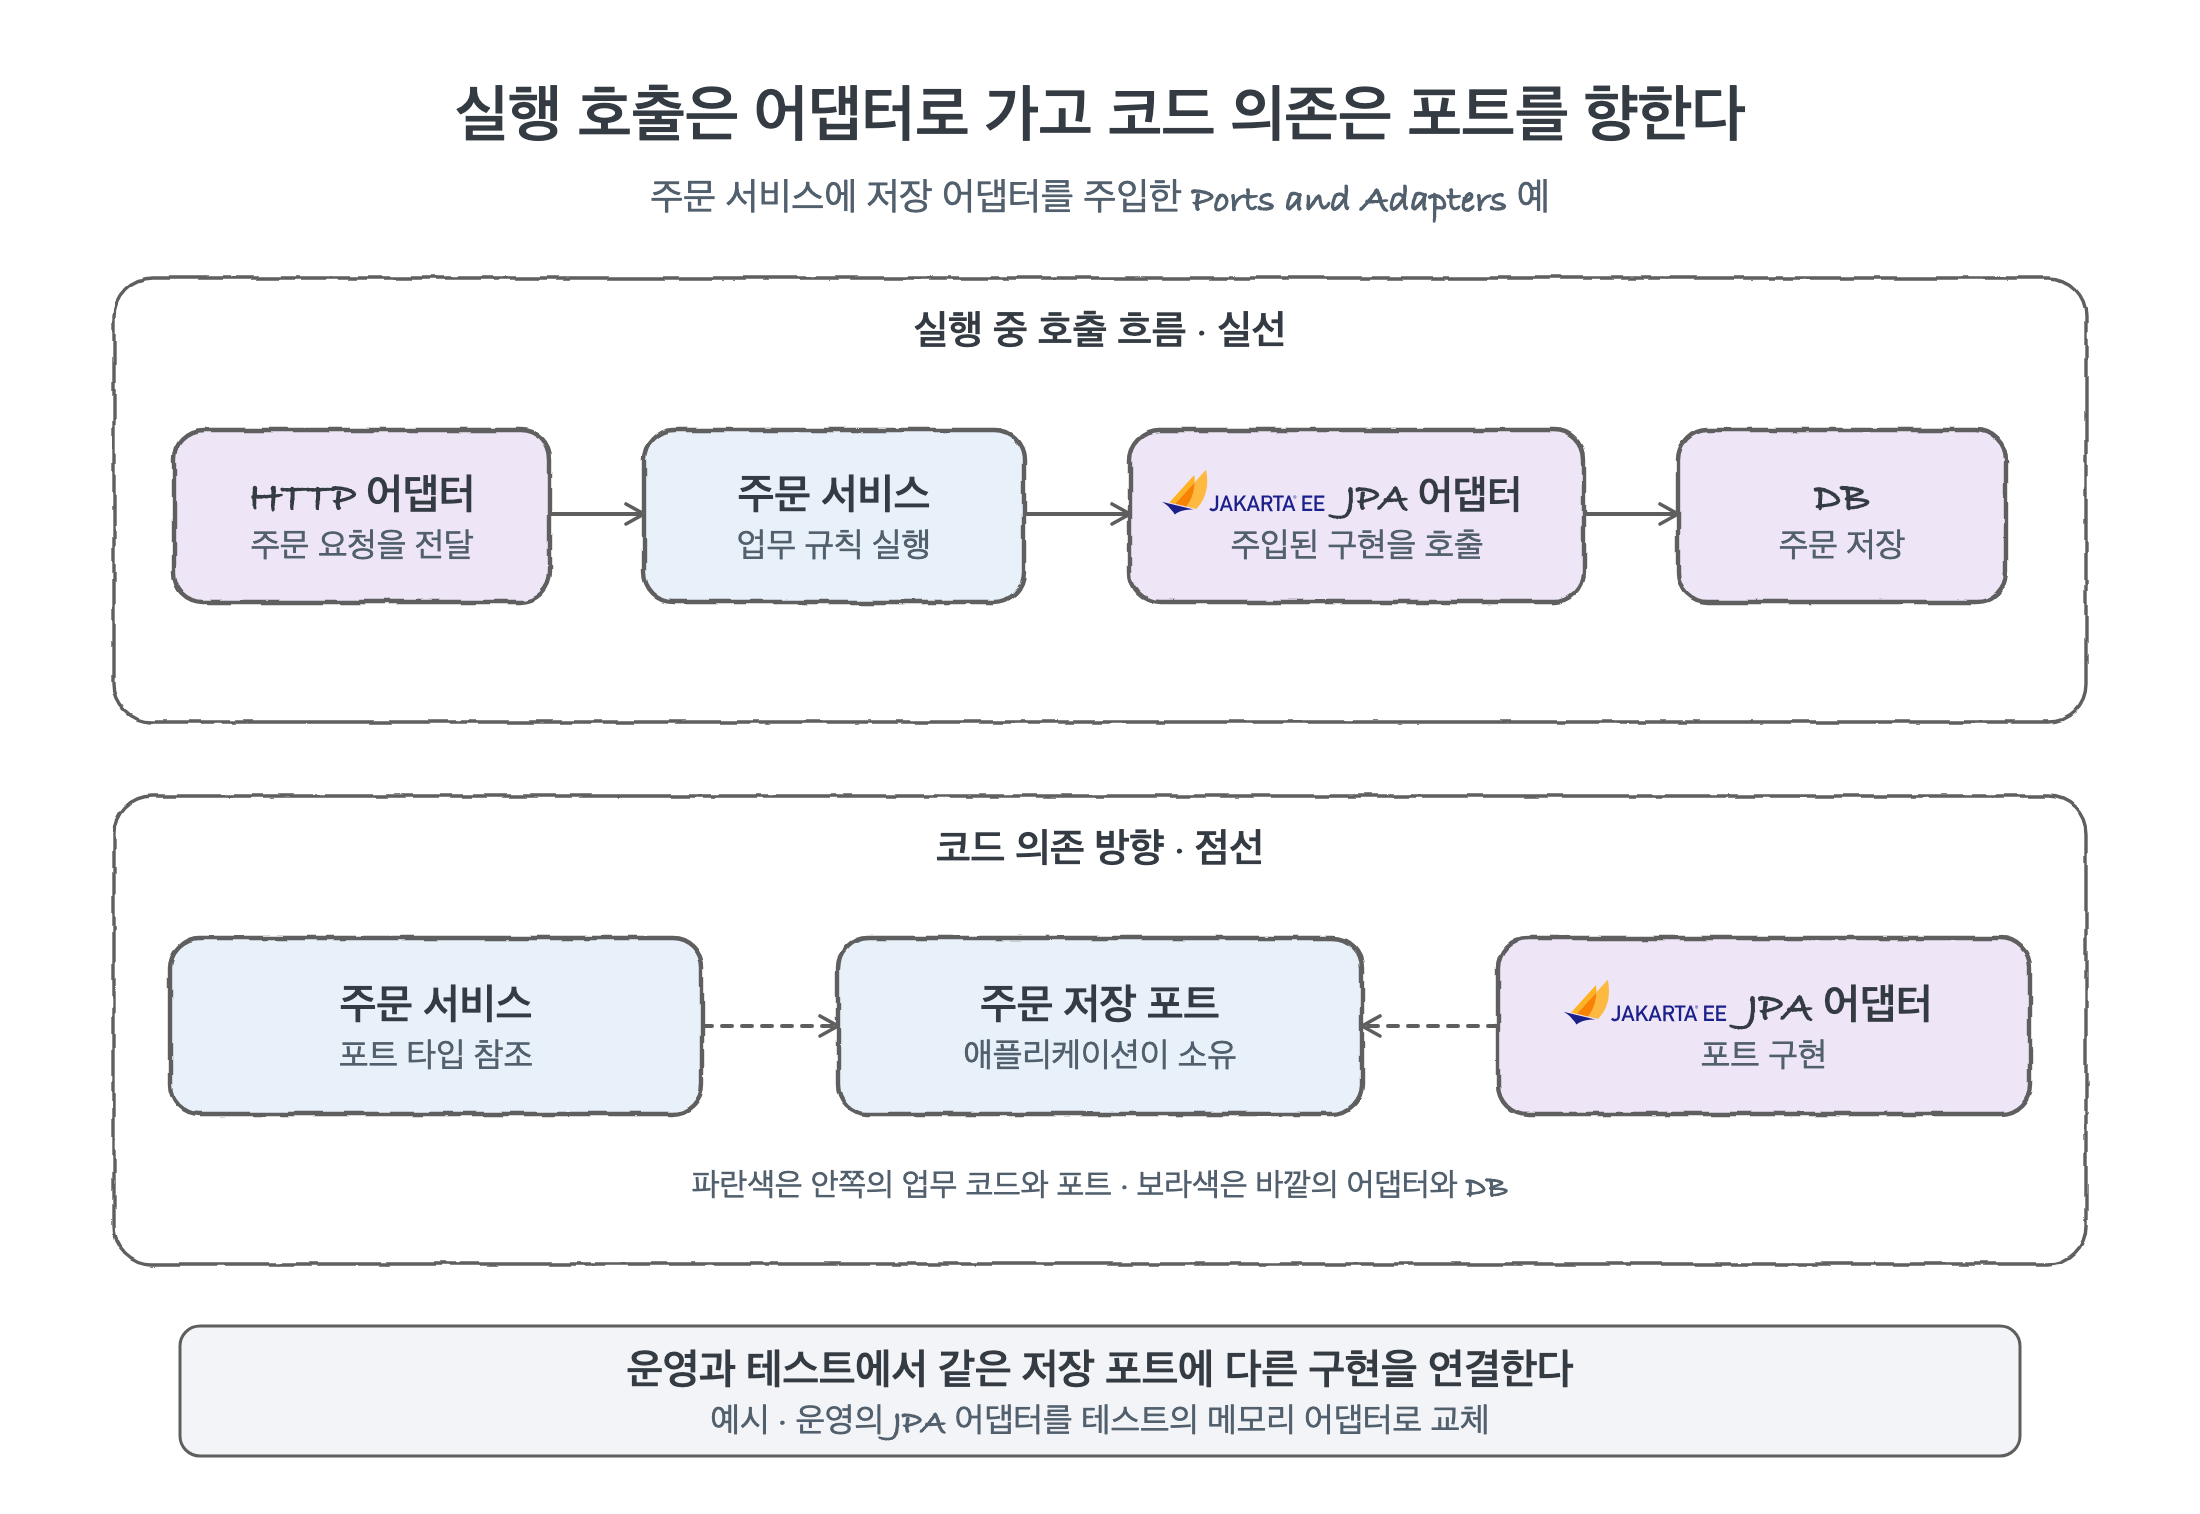 실행 호출은 어댑터로 가고 코드 의존은 포트를 향한다
주문 서비스에 저장 어댑터를 주입한 Ports and Adapters 예
실행 중 호출 흐름 · 실선
HTTP 어댑터
주문 요청을 전달
주문 서비스
업무 규칙 실행
JAKARTA EE JPA 어댑터
주입된 구현을 호출
DB
주문 저장
코드 의존 방향 · 점선
주문 서비스
포트 타입 참조
주문 저장 포트
애플리케이션이 소유
JAKARTA EE JPA 어댑터
포트 구현
파란색은 안쪽의 업무 코드와 포트 · 보라색은 바깥의 어댑터와 DB
운영과 테스트에서 같은 저장 포트에 다른 구현을 연결한다
예시 · 운영의 JPA 어댑터를 테스트의 메모리 어댑터로 교체